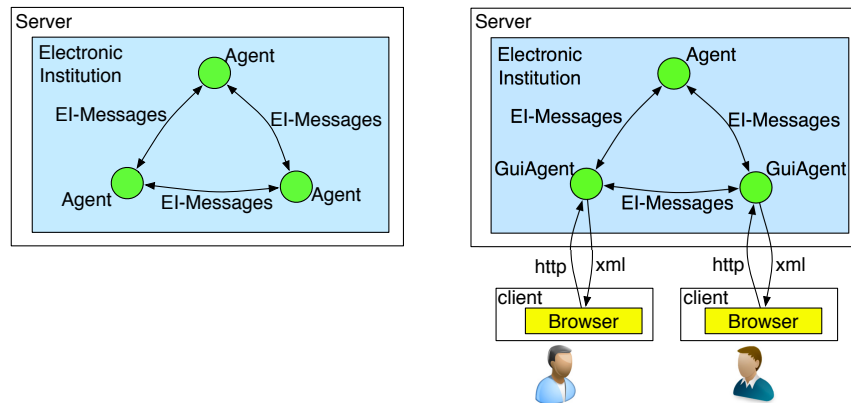 Server
Electronic
Institution
Agent
EI-Messages
EI-Messages
Agent
Agent
EI-Messages
Server
Electronic
Institution
Agent
EI-Messages
EI-Messages
GuiAgent
GuiAgent
EI-Messages
http
xml
http
xml
client
Browser
client
Browser